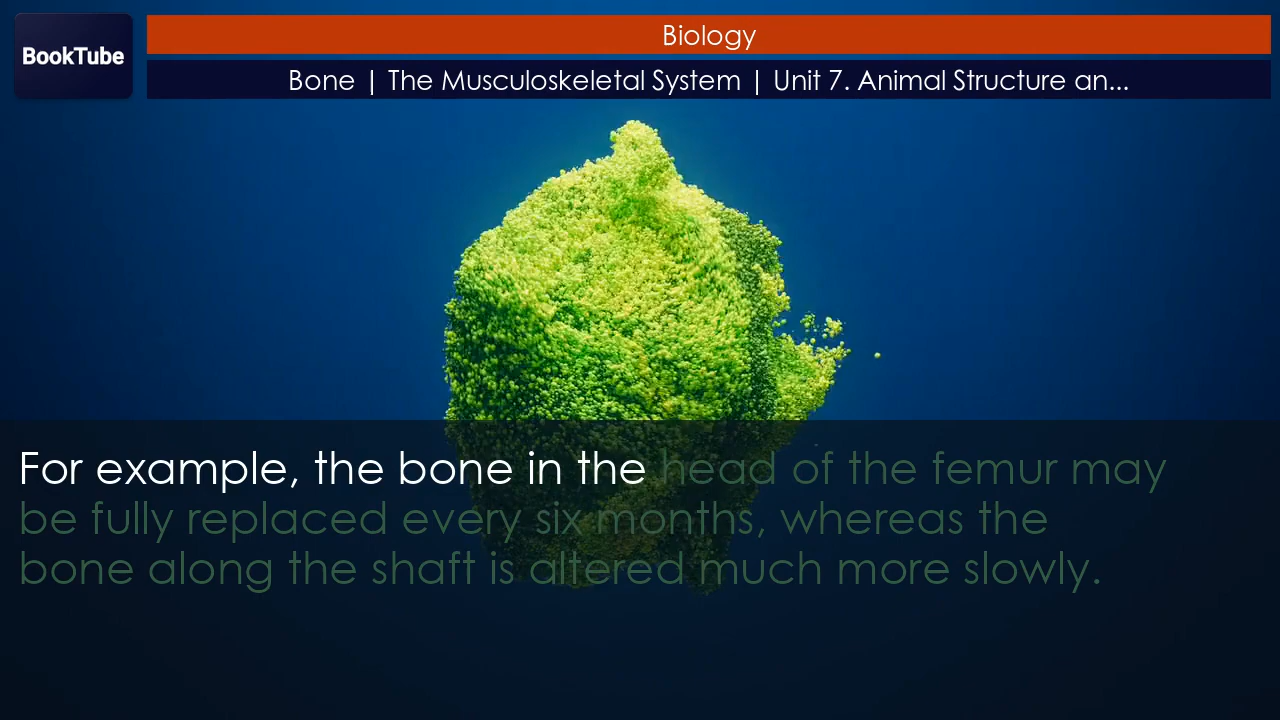 BookTube
Biology
Bone | The Musculoskeletal System | Unit 7. Animal Structure an...
For example, the bone in the head of the femur may
be fully replaced every six months, whereas the
bone along the shaft is altered much more slowly.